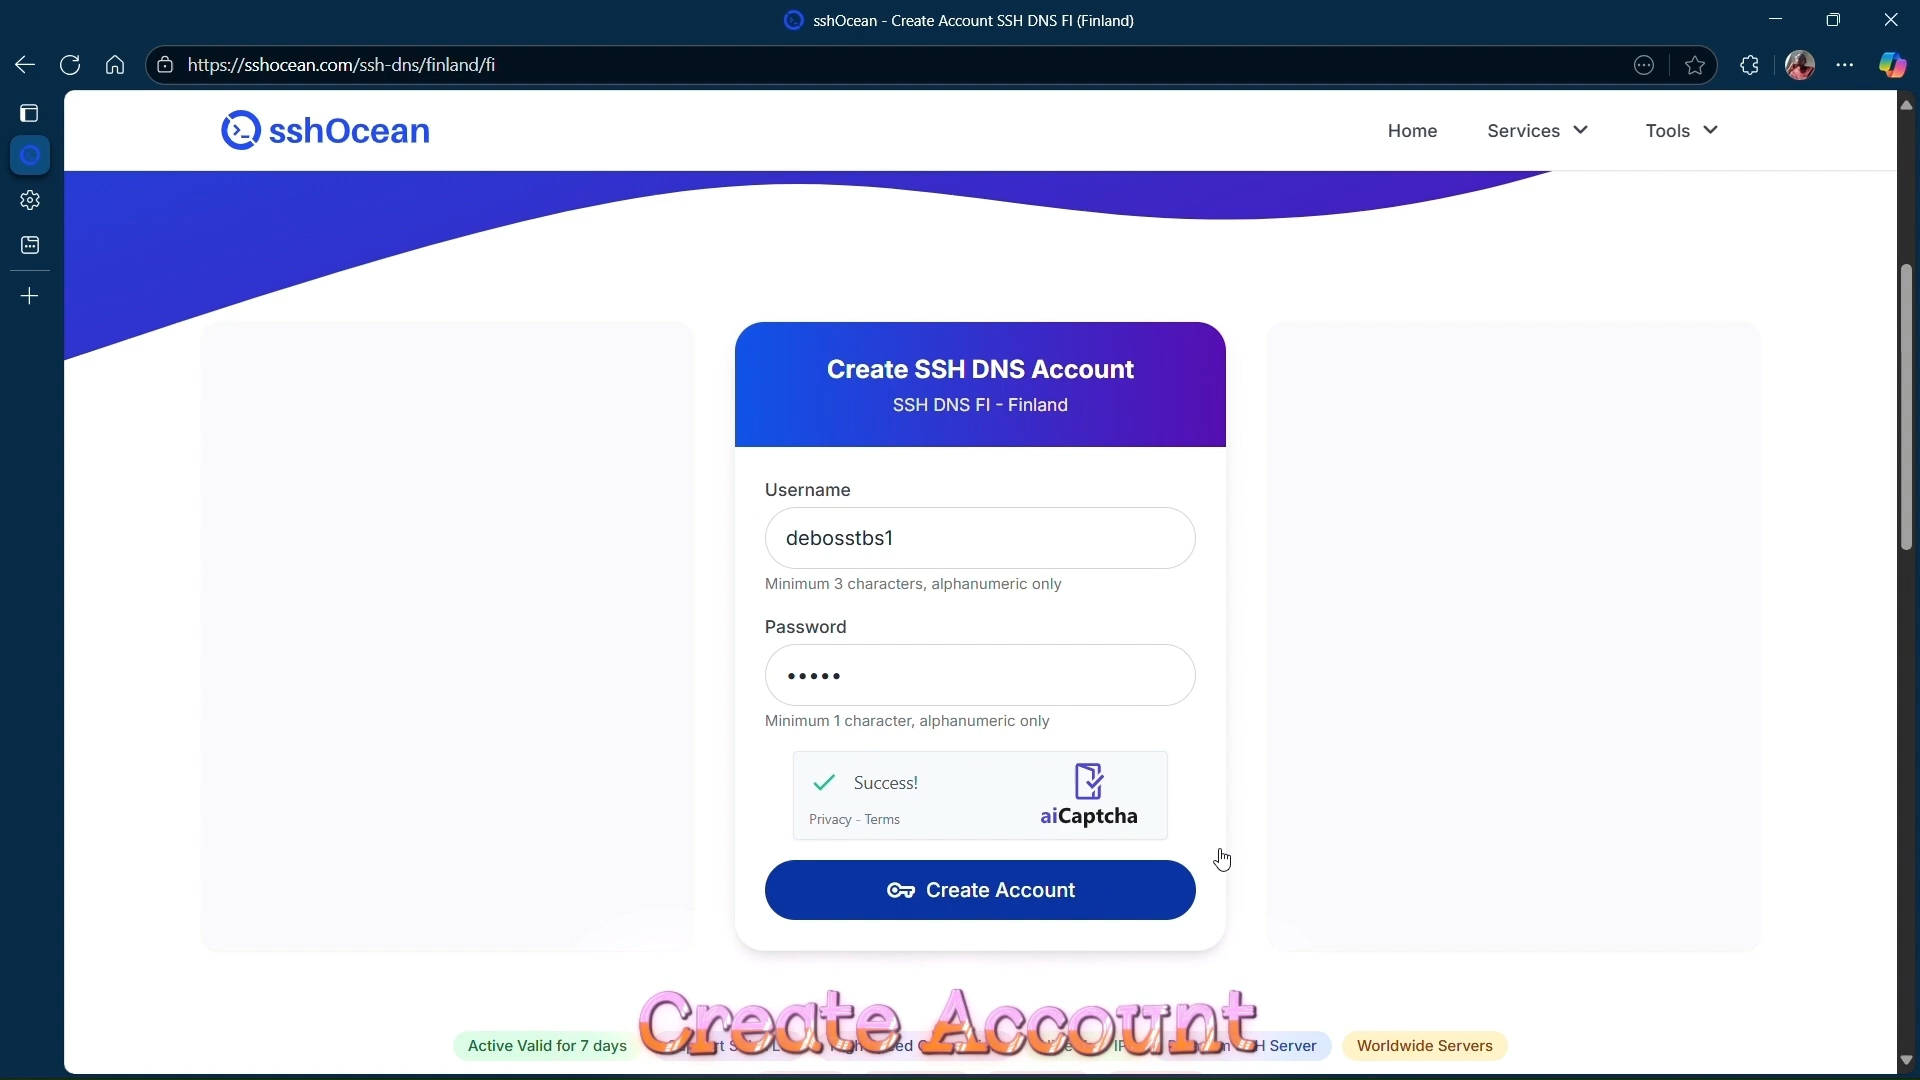 sshOcean - Create Account SSH DNS FI (Finland)
https://sshocean.com/ssh-dns/finland/fi
sshOcean
Home
Services
Tools
Create SSH DNS Account
SSH DNS FI - Finland
Username
debosstbs1
Minimum 3 characters, alphanumeric only
Password
•••••
Minimum 1 character, alphanumeric only
Success!
Privacy - Terms
aiCaptcha
Create Account
Create Account
Active Valid for 7 days
Server
Worldwide Servers